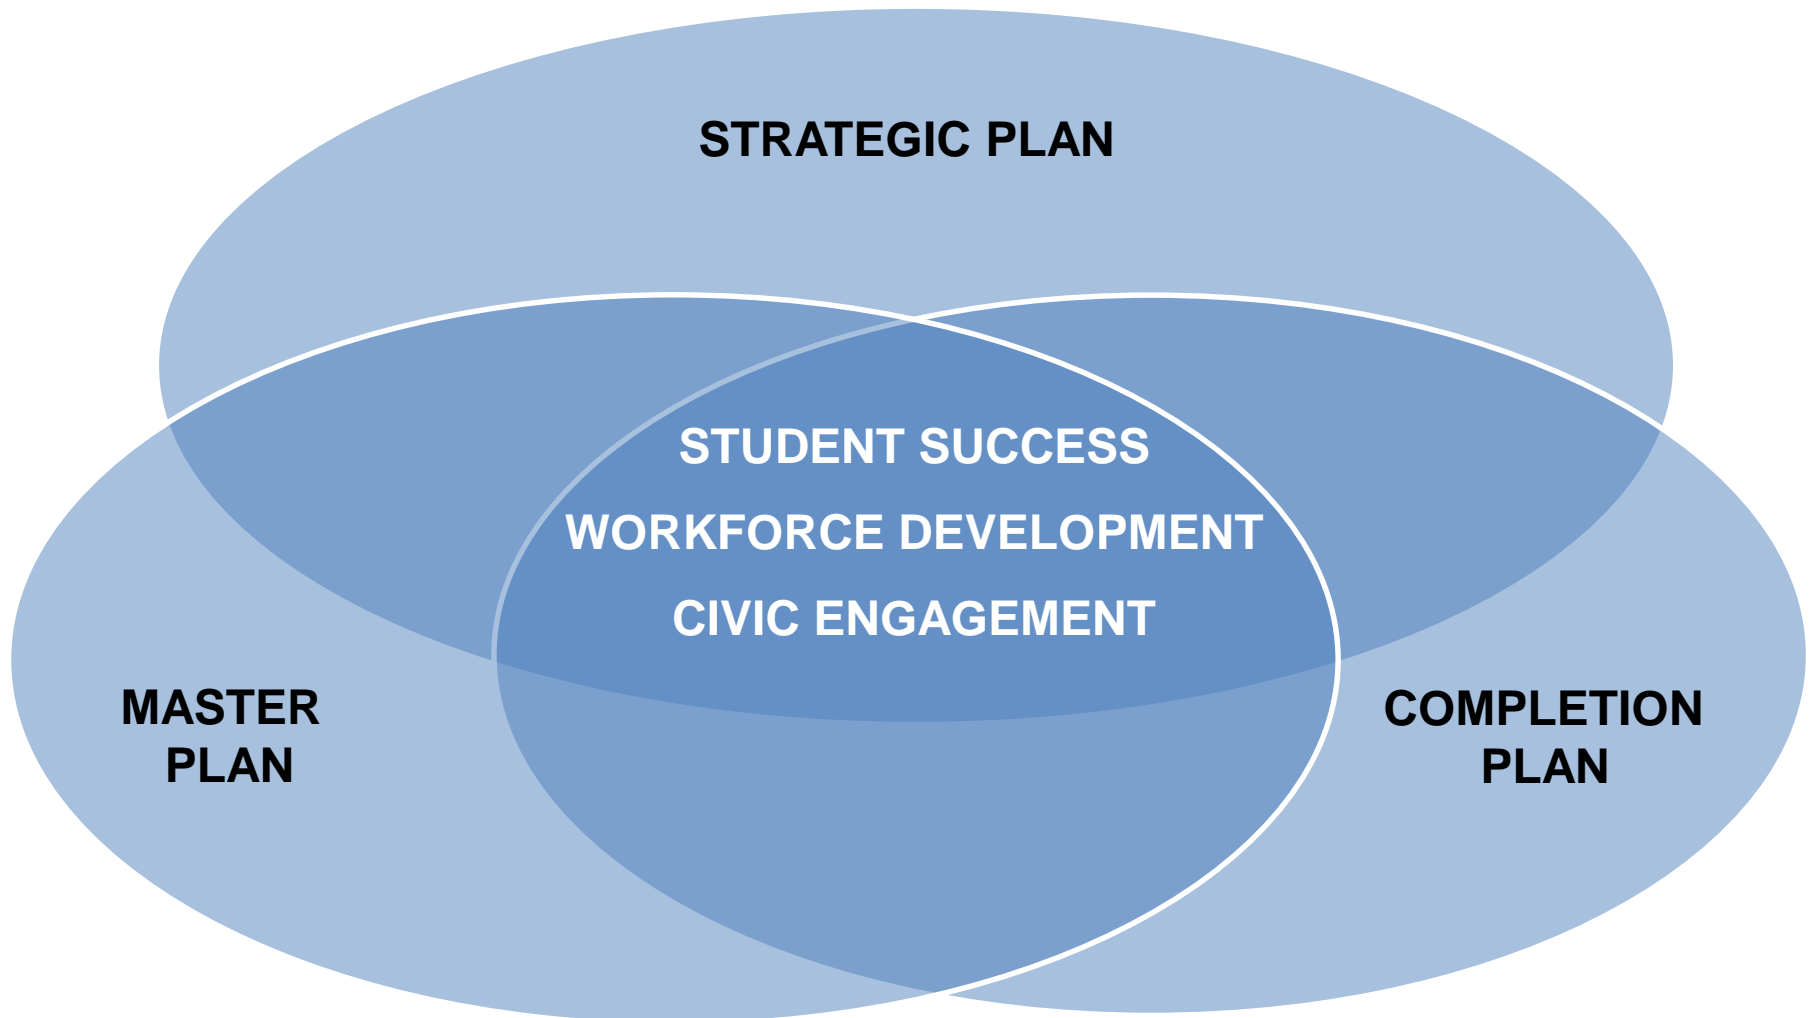 STRATEGIC PLAN
STUDENT SUCCESS
WORKFORCE DEVELOPMENT
CIVIC ENGAGEMENT
MASTER
PLAN
COMPLETION
PLAN